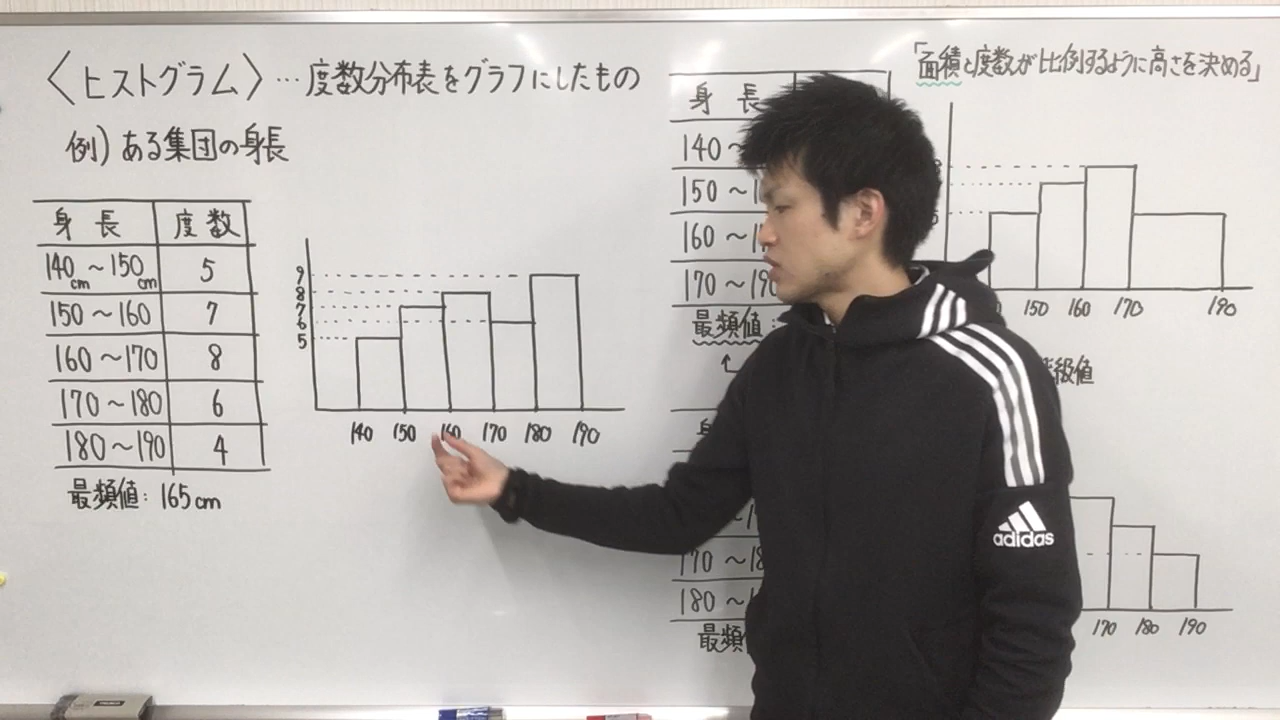 〈ヒストグラム〉…度数分布表をグラフにしたもの
例) ある集団の身長
身 長 度 数
140cm～150cm 5
150～160 7
160～170 8
170～180 6
180～190 4
最頻値: 165cm
9
8
7
6
5
140 150 160 170 180 190
身 長
140～
150～
160～
170～190
最頻値:
170～
180～
「面積と度数が比例するように高さを決める」
150 160 170 190
級値
170 180 190
adidas